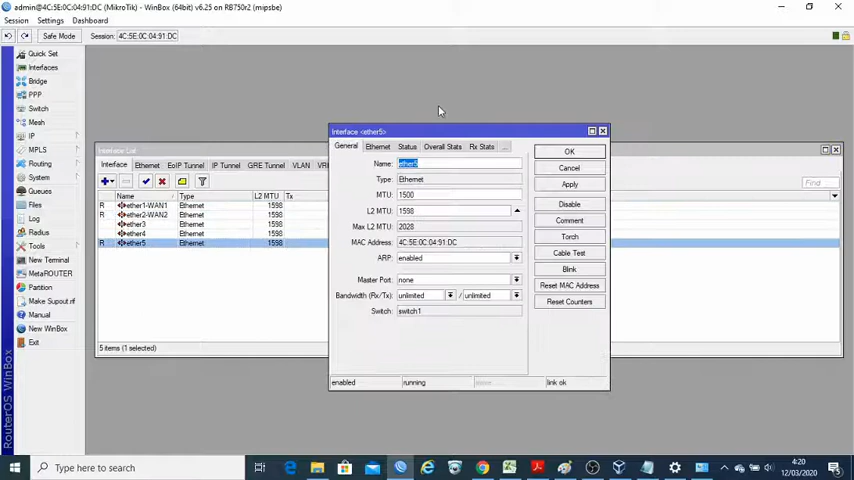 admin@4C:5E:0C:04:91:DC (MikroTik) - WinBox (64bit) v6.25 on RB750r2 (mipsbe)
Session Settings Dashboard
Safe Mode Session: 4C:5E:0C:04:91:DC
Quick Set
Interfaces
Bridge
PPP
Switch
Mesh
IP
MPLS
Routing
System
Queues
Files
Log
Radius
Tools
New Terminal
MetaROUTER
Partition
Make Supout.rif
Manual
New WinBox
Exit
RouterOS WinBox
Interface List
Interface Ethernet EoIP Tunnel IP Tunnel GRE Tunnel VLAN
Find
Name Type L2 MTU Tx
R ether1-WAN1 Ethernet 1598
R ether2-WAN2 Ethernet 1598
ether3 Ethernet 1598
ether4 Ethernet 1598
R ether5 Ethernet 1598
5 items (1 selected)
Interface <ether5>
General Ethernet Status Overall Stats Rx Stats ...
Name: ether5
Type: Ethernet
MTU: 1500
L2 MTU: 1598
Max L2 MTU: 2028
MAC Address: 4C:5E:0C:04:91:DC
ARP: enabled
Master Port: none
Bandwidth (Rx/Tx): unlimited / unlimited
Switch: switch1
OK
Cancel
Apply
Disable
Comment
Torch
Cable Test
Blink
Reset MAC Address
Reset Counters
enabled running link ok
Type here to search
4:20
12/03/2020